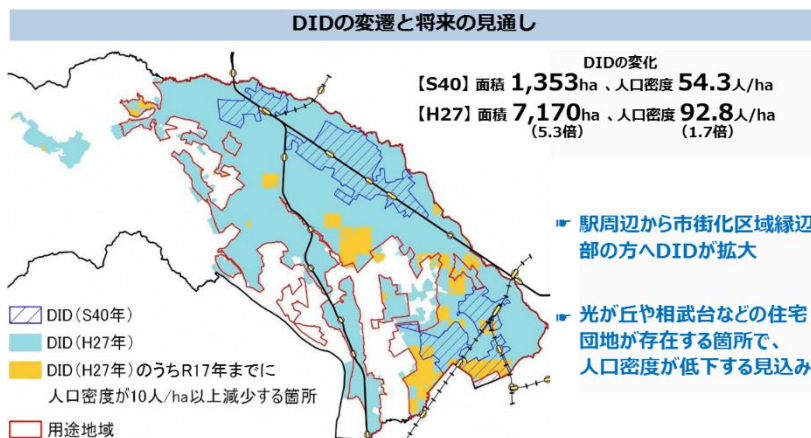 DIDの変遷と将来の見通し
DIDの変化
【S40】面積 1,353ha 、人口密度 54.3人/ha
【H27】面積 7,170ha 、人口密度 92.8人/ha
(5.3倍) (1.7倍)
☛ 駅周辺から市街化区域縁辺
部の方へDIDが拡大
☛ 光が丘や相武台などの住宅
団地が存在する箇所で、
人口密度が低下する見込み
DID(S40年)
DID(H27年)
DID(H27年)のうちR17年までに
人口密度が10人/ha以上減少する箇所
用途地域